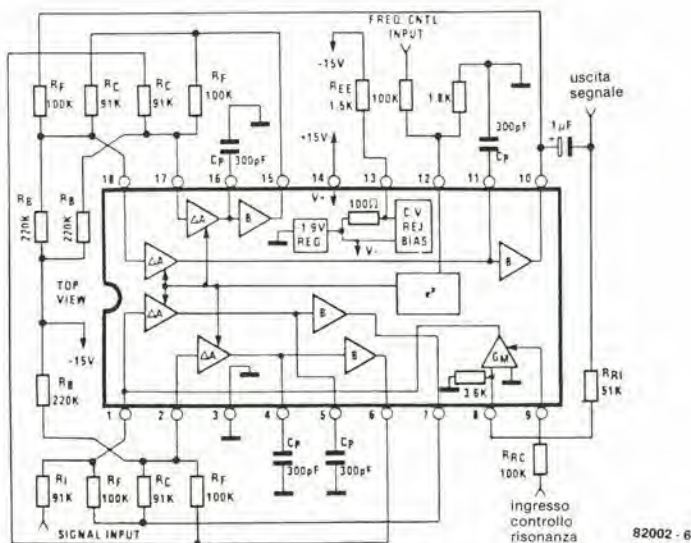 FREQ CNTL
INPUT
-15V
uscita
segnale
RF
100K
RC
91K
RC
91K
RF
100K
REE
1.5K
100K
1.8K
+15V
300pF
CP
300pF
CP
1µF
18
17
16
15
14
13
12
11
10
RB
220K
RB
220K
V+
100Ω
-1.9V
REG
V-
C.V
REJ
BIAS
ΔA
B
ΔA
B
TOP
VIEW
ΔA
B
ΔA
B
GM
3.6K
-15V
RB
220K
RRI
51K
1
2
3
4
5
6
7
8
9
RI
91K
RF
100K
RC
91K
RF
100K
CP
300pF
CP
300pF
RRC
100K
SIGNAL INPUT
ingresso
controllo
risonanza
82002 - 6